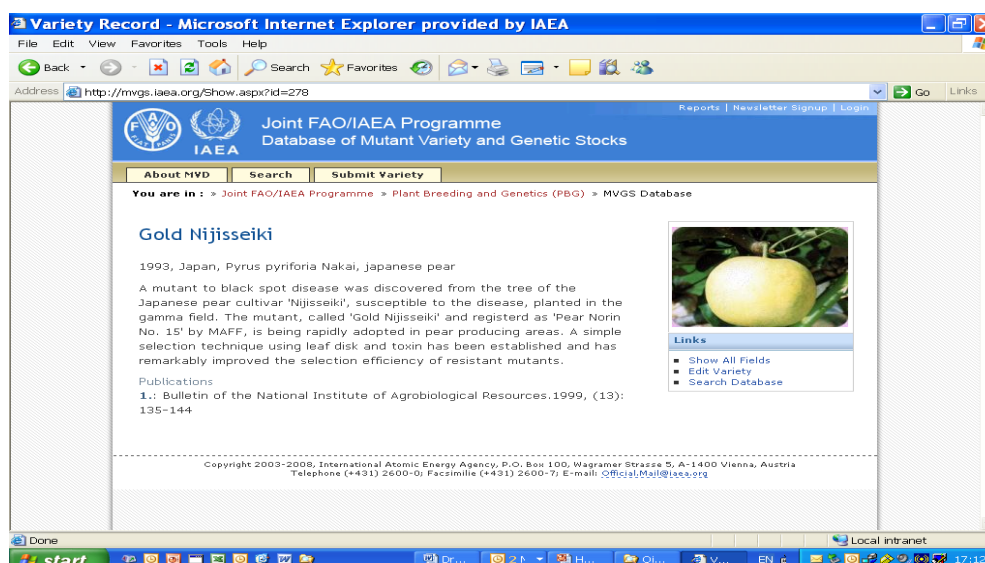 Variety Record - Microsoft Internet Explorer provided by IAEA
File Edit View Favorites Tools Help
Back Search Favorites
Address http://mvgs.iaea.org/Show.aspx?id=278 Go Links
Reports | Newsletter Signup | Login
FAO
FIAT PANIS
IAEA
Joint FAO/IAEA Programme
Database of Mutant Variety and Genetic Stocks
About MVD Search Submit Variety
You are in : » Joint FAO/IAEA Programme » Plant Breeding and Genetics (PBG) » MVGS Database
Gold Nijisseiki
1993, Japan, Pyrus pyriforia Nakai, japanese pear
A mutant to black spot disease was discovered from the tree of the
Japanese pear cultivar 'Nijisseiki', susceptible to the disease, planted in the
gamma field. The mutant, called 'Gold Nijisseiki' and registerd as 'Pear Norin
No. 15' by MAFF, is being rapidly adopted in pear producing areas. A simple
selection technique using leaf disk and toxin has been established and has
remarkably improved the selection efficiency of resistant mutants.
Publications
1.: Bulletin of the National Institute of Agrobiological Resources.1999, (13):
135-144
Links
Show All Fields
Edit Variety
Search Database
Copyright 2003-2008, International Atomic Energy Agency, P.O. Box 100, Wagramer Strasse 5, A-1400 Vienna, Austria
Telephone (+431) 2600-0; Facsimilie (+431) 2600-7; E-mail: Official.Mail@iaea.org
Done Local intranet
start Dr... 2 H... Oi... V... EN 17:13